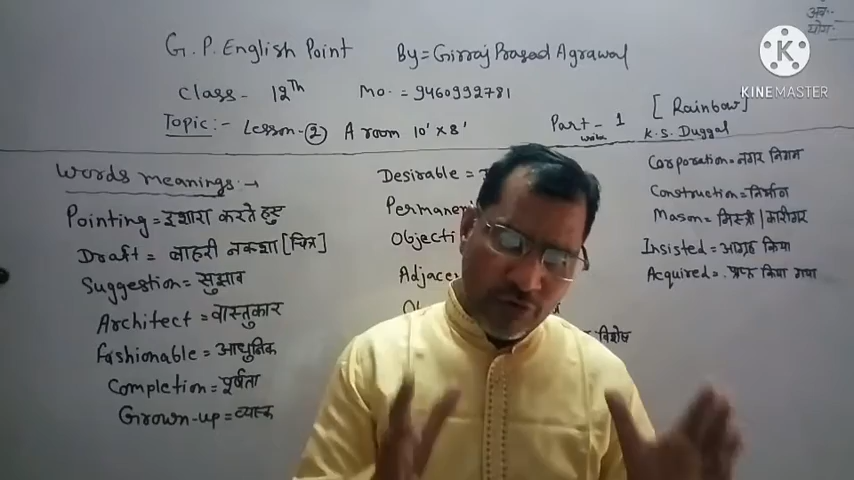 अंक:-
योग:-
KINEMASTER
G. P. English Point By = Girraj Prasad Agrawal
Class - 12Th Mo. = 9460992781
Topic :- Lesson - 2 A room 10' x 8' Part - 1 [Rainbow]
K. S. Duggal
Words meanings :→
Pointing = इशारा करते हुए
Draft = बाहरी नक्शा [चित्र]
Suggestion = सुझाव
Architect = वास्तुकार
Fashionable = आधुनिक
Completion = पूर्णता
Grown-up = व्यस्क
Desirable =
Permanen
Objecti
Adjace
विशेष
Corporation = नगर निगम
Construction = निर्माण
Mason = मिस्त्री | कारीगर
Insisted = आग्रह किया
Acquired = प्राप्त किया गया